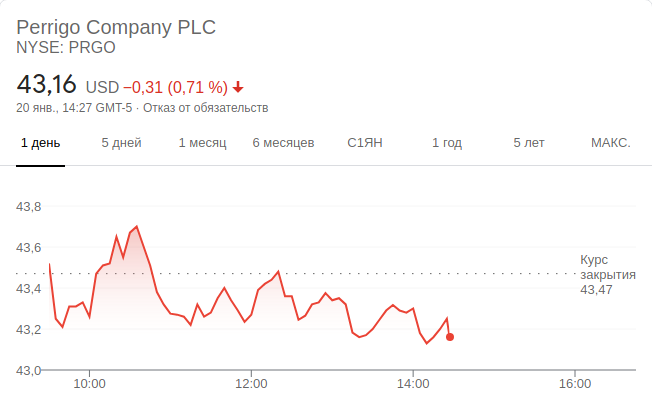 Perrigo Company PLC
NYSE: PRGO
43,16 USD −0,31 (0,71 %)
20 янв., 14:27 GMT-5 · Отказ от обязательств
1 день 5 дней 1 месяц 6 месяцев С1ЯН 1 год 5 лет МАКС.
43,8
43,6
Курс
закрытия
43,47
43,4
43,2
43,0
10:00 12:00 14:00 16:00